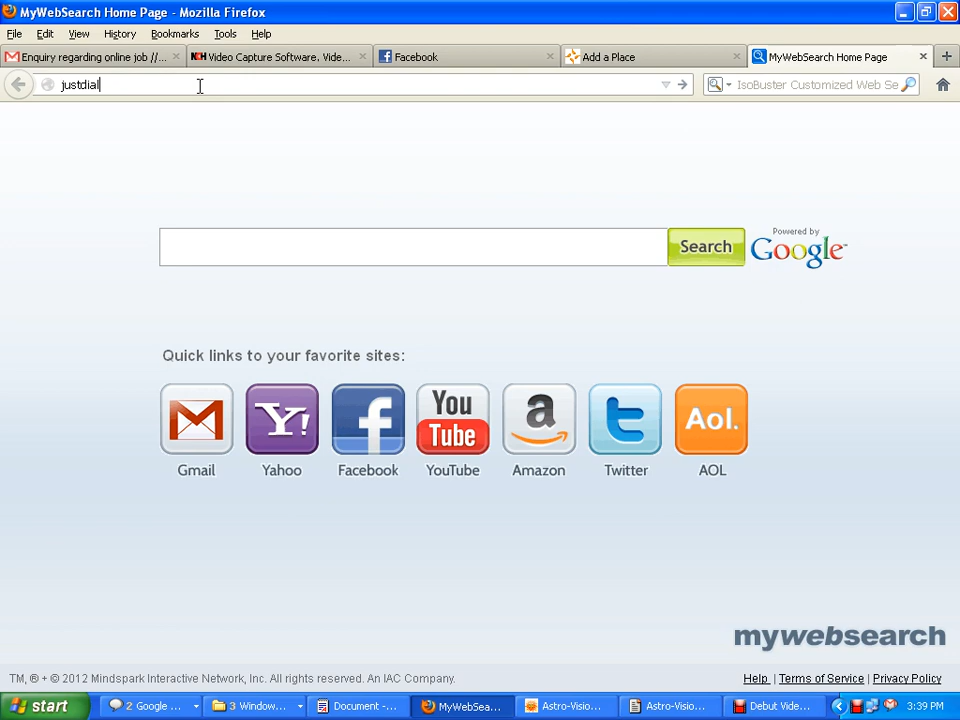 MyWebSearch Home Page - Mozilla Firefox
File Edit View History Bookmarks Tools Help
Enquiry regarding online job //... NCH Video Capture Software, Vide... Facebook Add a Place MyWebSearch Home Page
justdial IsoBuster Customized Web Se
Search
Powered by
Google
Quick links to your favorite sites:
Y! f You Tube a t Aol.
Gmail Yahoo Facebook YouTube Amazon Twitter AOL
mywebsearch
TM, ® + © 2012 Mindspark Interactive Network, Inc. All rights reserved. An IAC Company. Help | Terms of Service | Privacy Policy
start 2 Google ... 3 Window... Document -... MyWebSea... Astro-Visio... Astro-Visio... Debut Vide... 3:39 PM